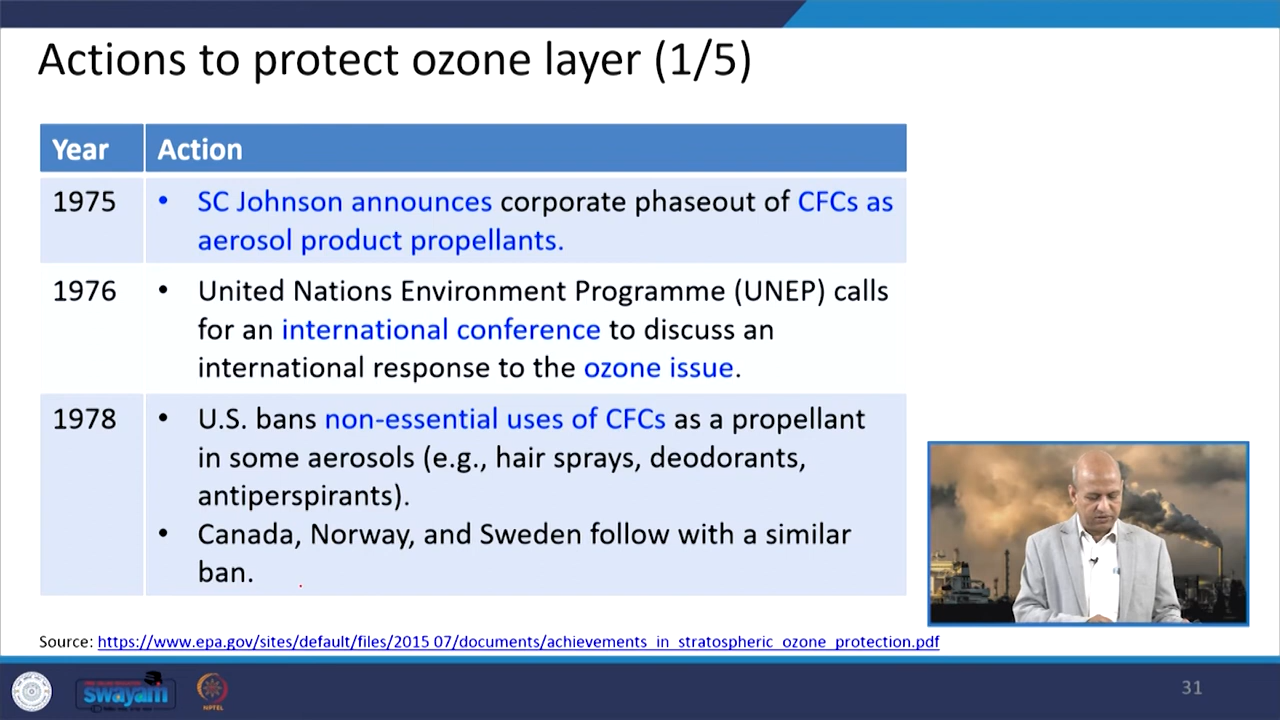 Actions to protect ozone layer (1/5)
Year Action
1975 • SC Johnson announces corporate phaseout of CFCs as
aerosol product propellants.
1976 • United Nations Environment Programme (UNEP) calls
for an international conference to discuss an
international response to the ozone issue.
1978 • U.S. bans non-essential uses of CFCs as a propellant
in some aerosols (e.g., hair sprays, deodorants,
antiperspirants).
• Canada, Norway, and Sweden follow with a similar
ban.
Source: https://www.epa.gov/sites/default/files/2015 07/documents/achievements_in_stratospheric_ozone_protection.pdf
swayam
NPTEL
31